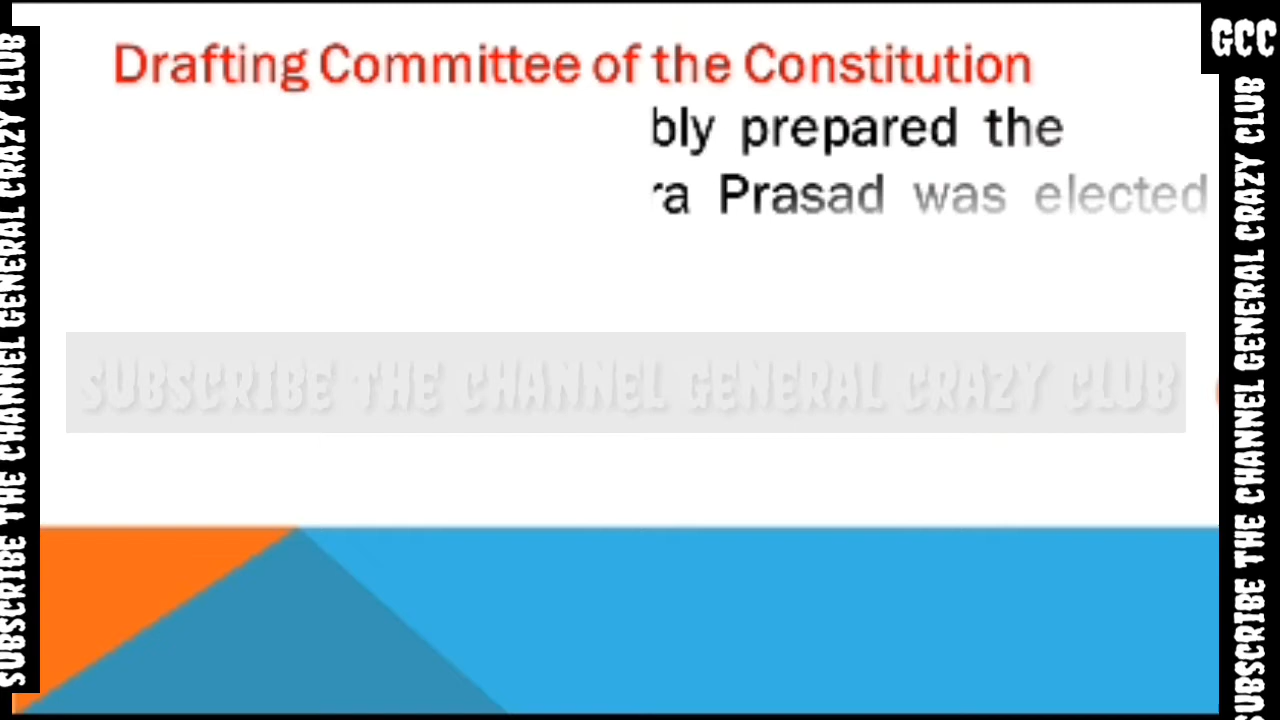 GCC
Drafting Committee of the Constitution
bly prepared the
ra Prasad was elected
SUBSCRIBE THE CHANNEL GENERAL CRAZY CLUB
SUBSCRIBE THE CHANNEL GENERAL CRAZY CLUB
SUBSCRIBE THE CHANNEL GENERAL CRAZY CLUB